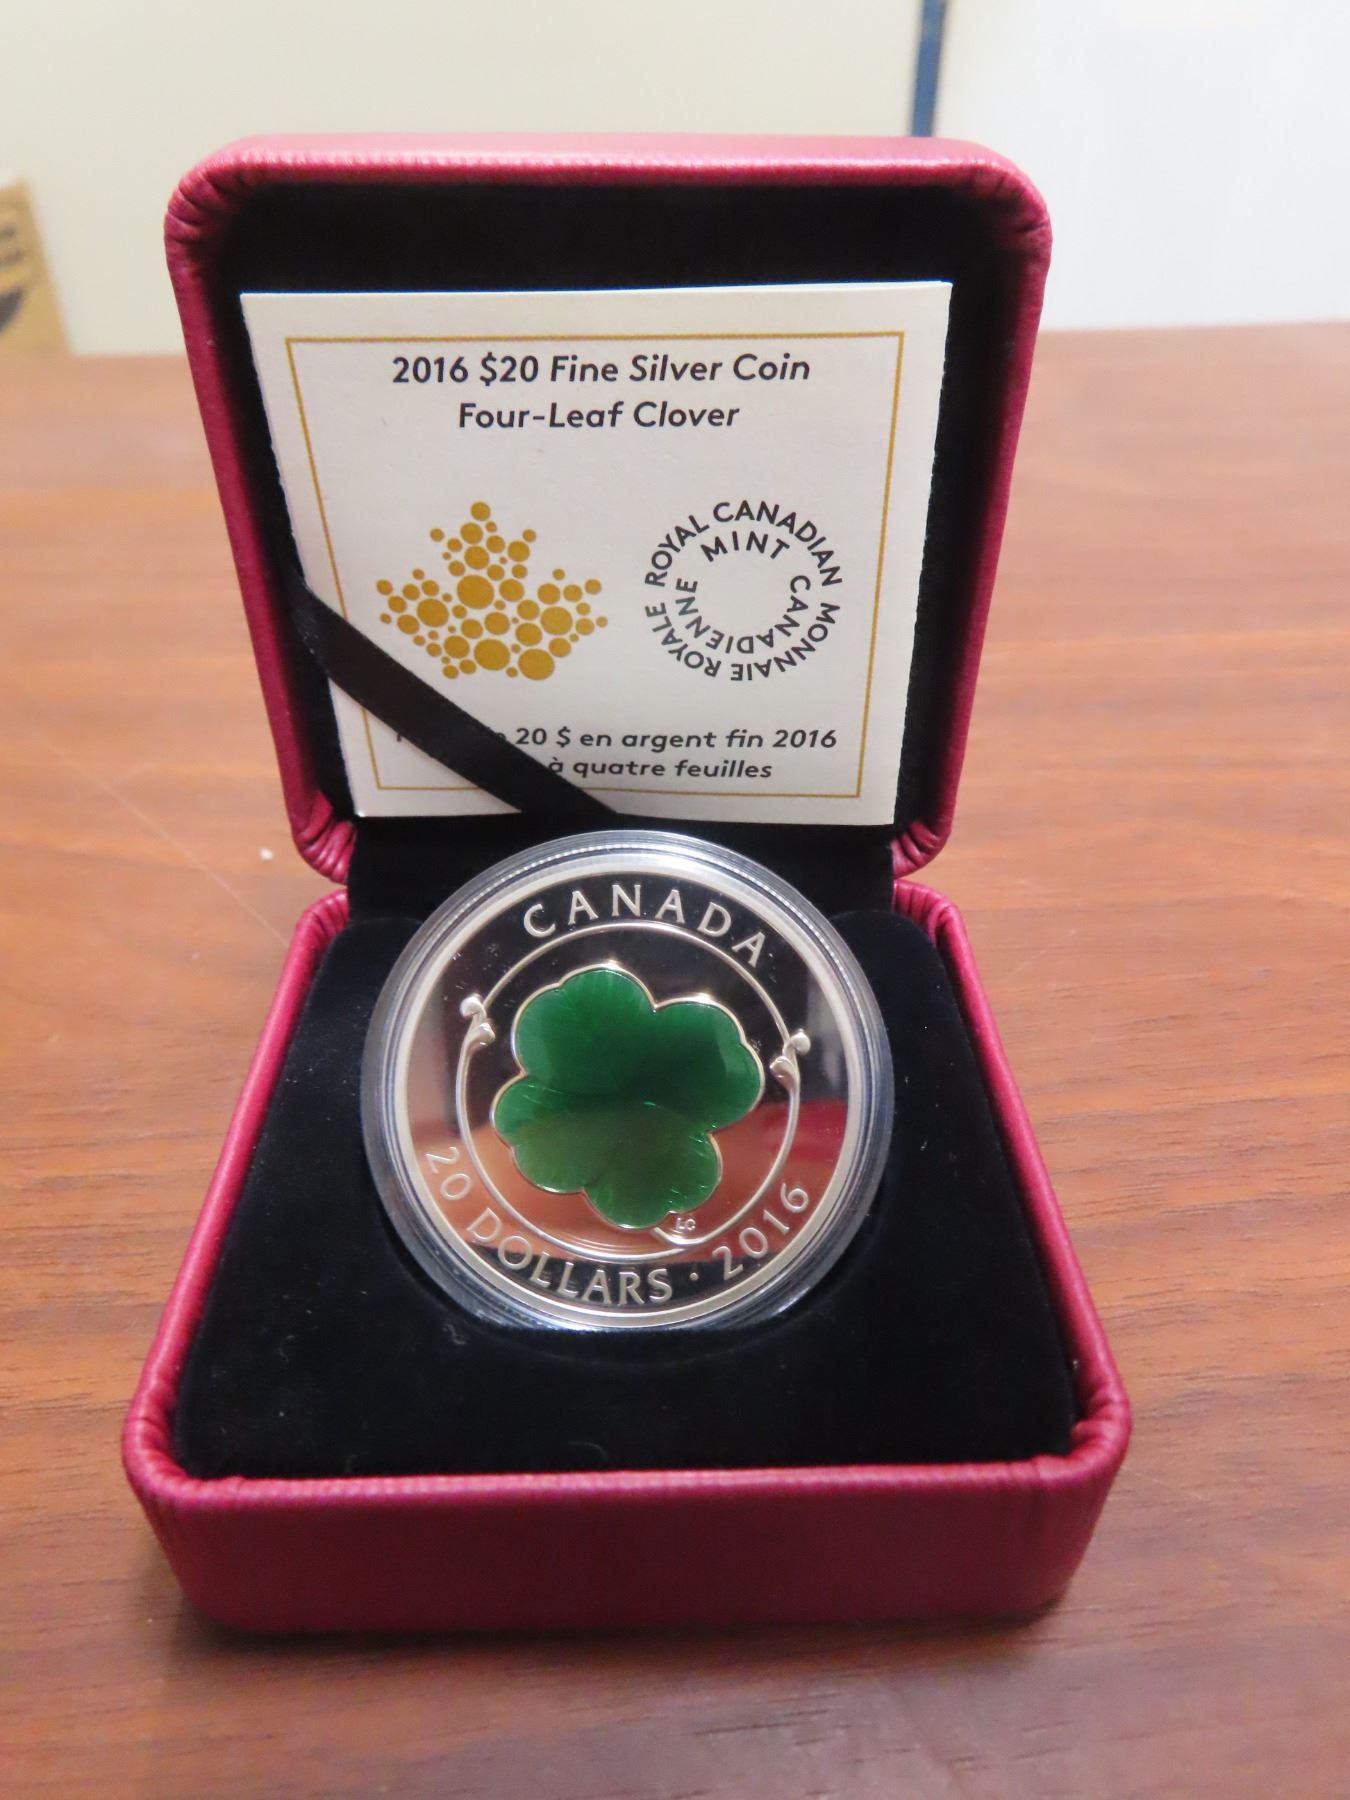 2016 $20 Fine Silver Coin
Four-Leaf Clover
ROYAL CANADIAN MINT
MONNAIE ROYALE CANADIENNE
20 $ en argent fin 2016
à quatre feuilles
CANADA
20 DOLLARS · 2016